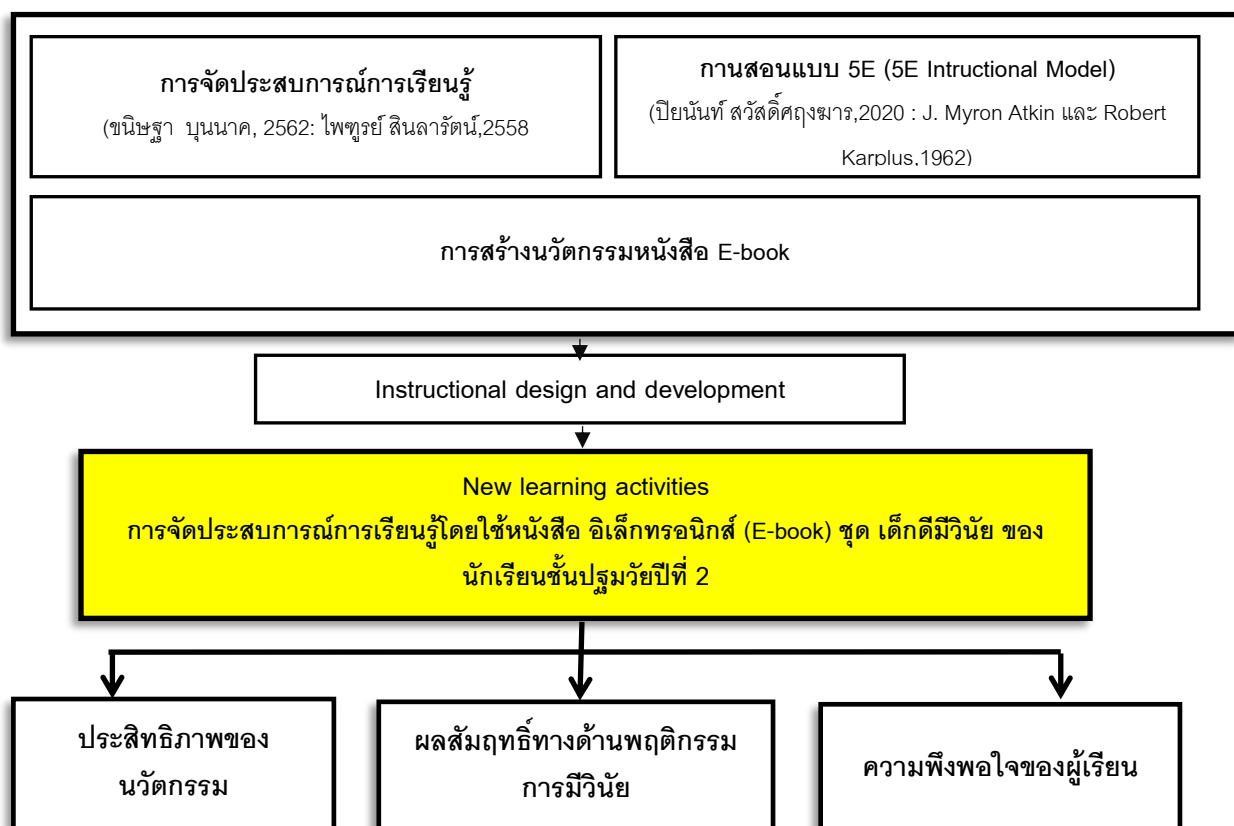 การจัดประสบการณ์การเรียนรู้
(ขนิษฐา บุนนาค, 2562: ไพฑูรย์ สินลารัตน์,2558
กานสอนแบบ 5E (5E Intructional Model)
(ปิยนันท์ สวัสดิ์ศฤงฆาร,2020 : J. Myron Atkin และ Robert
Karplus,1962)
การสร้างนวัตกรรมหนังสือ E-book
Instructional design and development
New learning activities
การจัดประสบการณ์การเรียนรู้โดยใช้หนังสือ อิเล็กทรอนิกส์ (E-book) ชุด เด็กดีมีวินัย ของ
นักเรียนชั้นปฐมวัยปีที่ 2
ประสิทธิภาพของ
นวัตกรรม
ผลสัมฤทธิ์ทางด้านพฤติกรรม
การมีวินัย
ความพึงพอใจของผู้เรียน